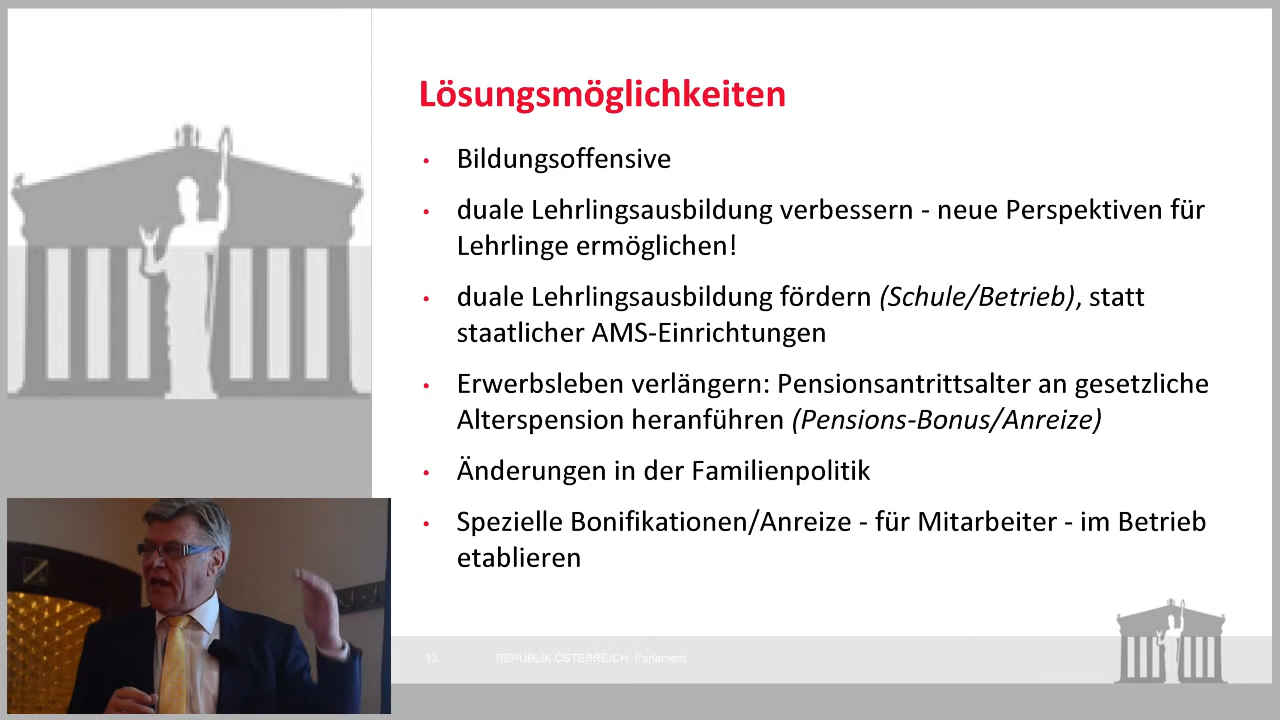 Lösungsmöglichkeiten
• Bildungsoffensive
• duale Lehrlingsausbildung verbessern - neue Perspektiven für
Lehrlinge ermöglichen!
• duale Lehrlingsausbildung fördern (Schule/Betrieb), statt
staatlicher AMS-Einrichtungen
• Erwerbsleben verlängern: Pensionsantrittsalter an gesetzliche
Alterspension heranführen (Pensions-Bonus/Anreize)
• Änderungen in der Familienpolitik
• Spezielle Bonifikationen/Anreize - für Mitarbeiter - im Betrieb
etablieren
13 REPUBLIK ÖSTERREICH Parlament